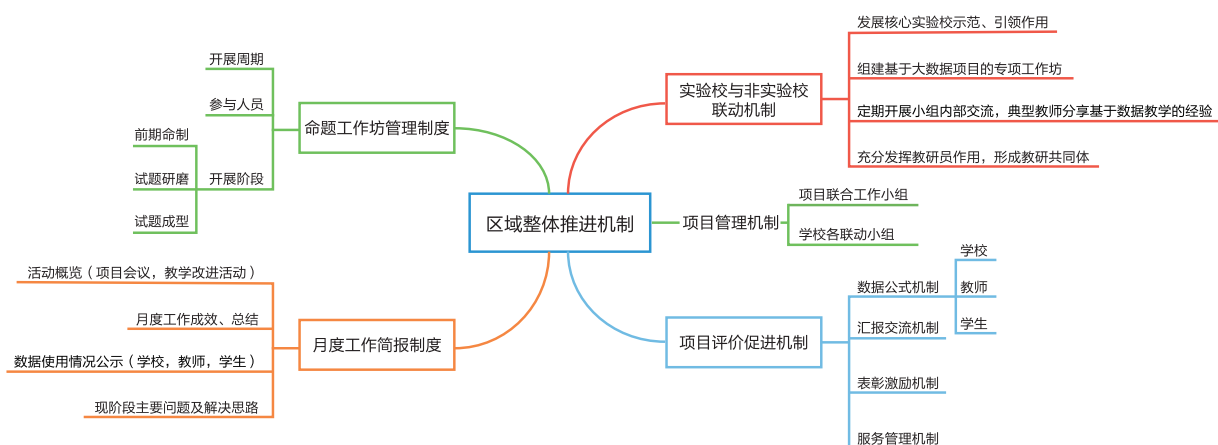 区域整体推进机制
命题工作坊管理制度
开展周期
参与人员
开展阶段
前期命制
试题研磨
试题成型
月度工作简报制度
活动概览（项目会议，教学改进活动）
月度工作成效、总结
数据使用情况公示（学校，教师，学生）
现阶段主要问题及解决思路
实验校与非实验校
联动机制
发展核心实验校示范、引领作用
组建基于大数据项目的专项工作坊
定期开展小组内部交流，典型教师分享基于数据教学的经验
充分发挥教研员作用，形成教研共同体
项目管理机制
项目联合工作小组
学校各联动小组
项目评价促进机制
数据公式机制
学校
教师
学生
汇报交流机制
表彰激励机制
服务管理机制